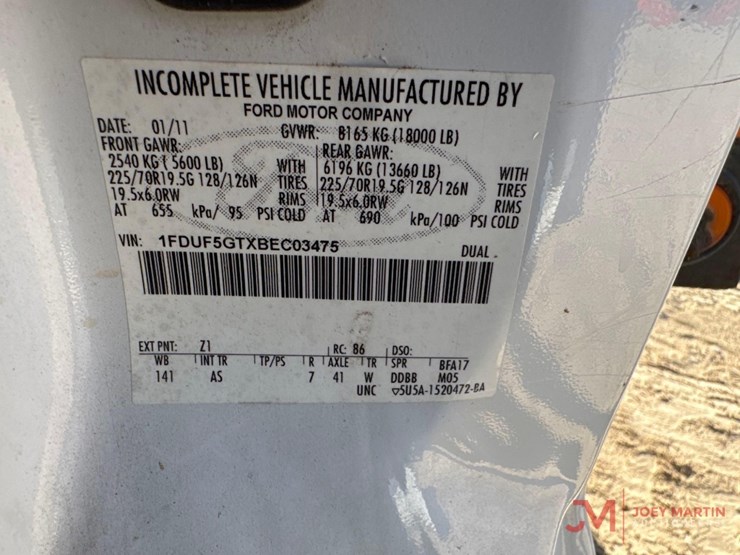 INCOMPLETE VEHICLE MANUFACTURED BY
FORD MOTOR COMPANY
DATE: 01/11 GVWR: 8165 KG (18000 LB)
FRONT GAWR: REAR GAWR:
2540 KG ( 5600 LB) WITH 6196 KG (13660 LB) WITH
225/70R19.5G 128/126N TIRES 225/70R19.5G 128/126N TIRES
19.5x6.0RW RIMS 19.5x6.0RW RIMS
AT 655 kPa/ 95 PSI COLD AT 690 kPa/100 PSI COLD
VIN: 1FDUF5GTXBEC03475 DUAL
EXT PNT: Z1 RC: 86 DSO:
WB INT TR TP/PS R AXLE TR SPR BFA17
141 AS 7 41 W DDBB M05
UNC 5U5A-1520472-BA
JM JOEY MARTIN